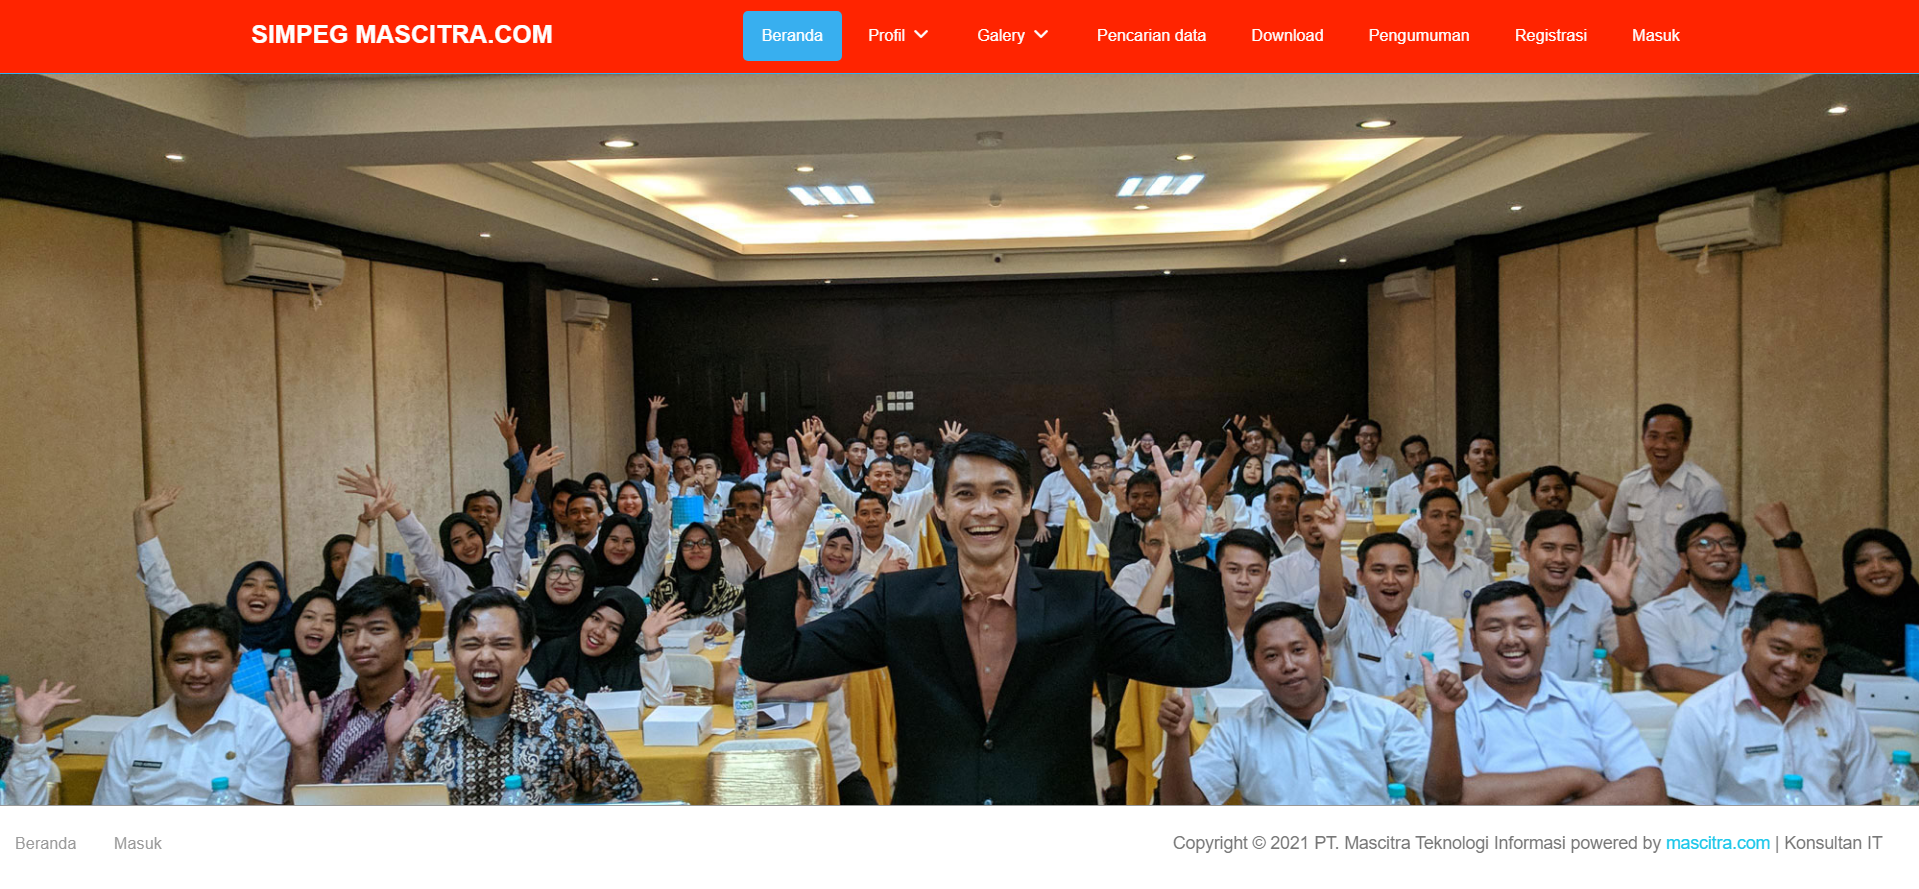 SIMPEG MASCITRA.COM
Beranda Profil Galery Pencarian data Download Pengumuman Registrasi Masuk
Beranda Masuk
Copyright © 2021 PT. Mascitra Teknologi Informasi powered by mascitra.com | Konsultan IT